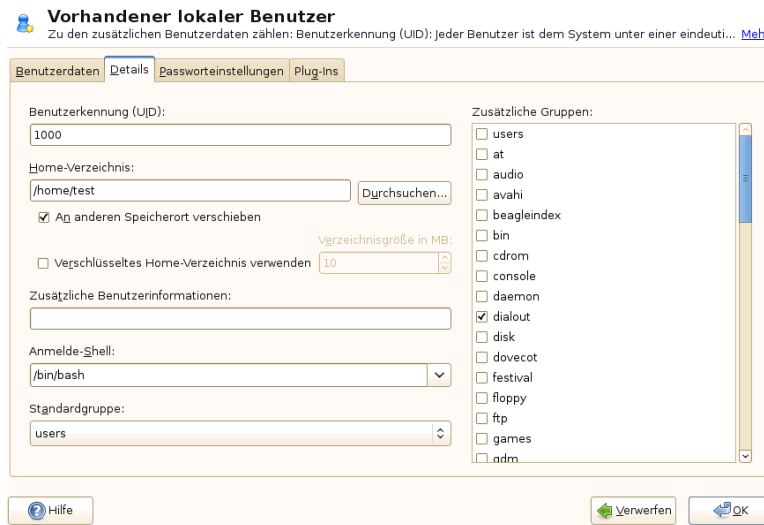 Vorhandener lokaler Benutzer
Zu den zusätzlichen Benutzerdaten zählen: Benutzerkennung (UID): Jeder Benutzer ist dem System unter einer eindeuti... Meh
Benutzerdaten Details Passworteinstellungen Plug-Ins
Benutzerkennung (UID):
1000
Home-Verzeichnis:
/home/test
Durchsuchen...
An anderen Speicherort verschieben
Verzeichnisgröße in MB:
Verschlüsseltes Home-Verzeichnis verwenden
10
Zusätzliche Benutzerinformationen:
Anmelde-Shell:
/bin/bash
Standardgruppe:
users
Zusätzliche Gruppen:
users
at
audio
avahi
beagleindex
bin
cdrom
console
daemon
dialout
disk
dovecot
festival
floppy
ftp
games
gdm
Hilfe
Verwerfen
OK